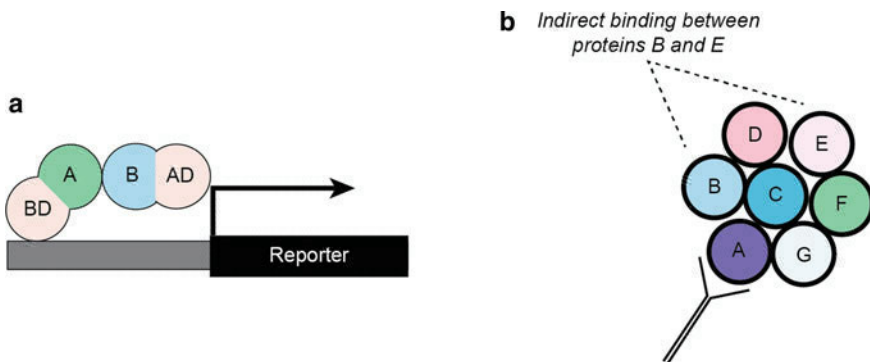 a
A
B
AD
BD
Reporter
b
Indirect binding between
proteins B and E
D
E
B
C
F
A
G